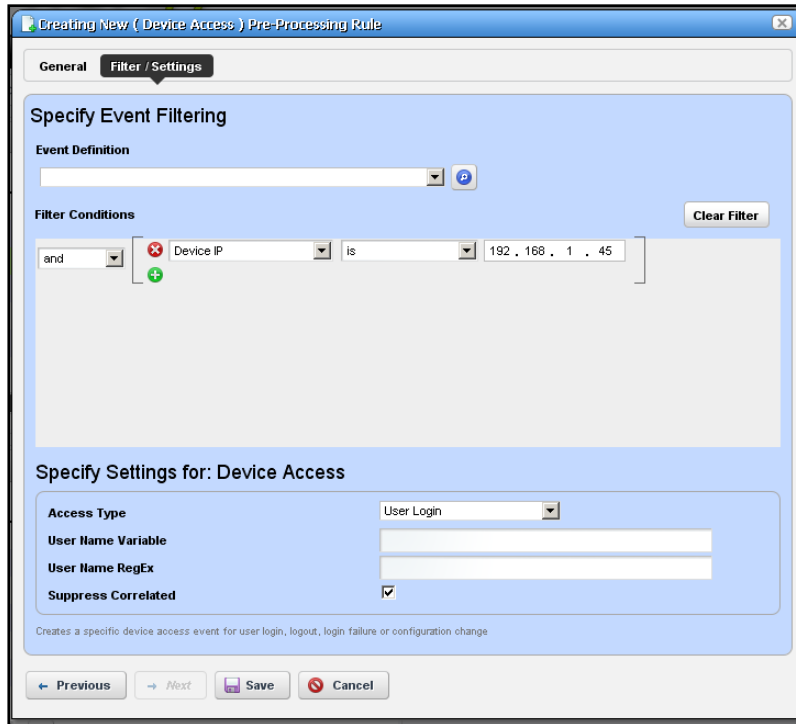 Creating New ( Device Access ) Pre-Processing Rule
General Filter / Settings
Specify Event Filtering
Event Definition
Filter Conditions Clear Filter
and Device IP is 192 . 168 . 1 . 45
Specify Settings for: Device Access
Access Type User Login
User Name Variable
User Name RegEx
Suppress Correlated
Creates a specific device access event for user login, logout, login failure or configuration change
Previous Next Save Cancel